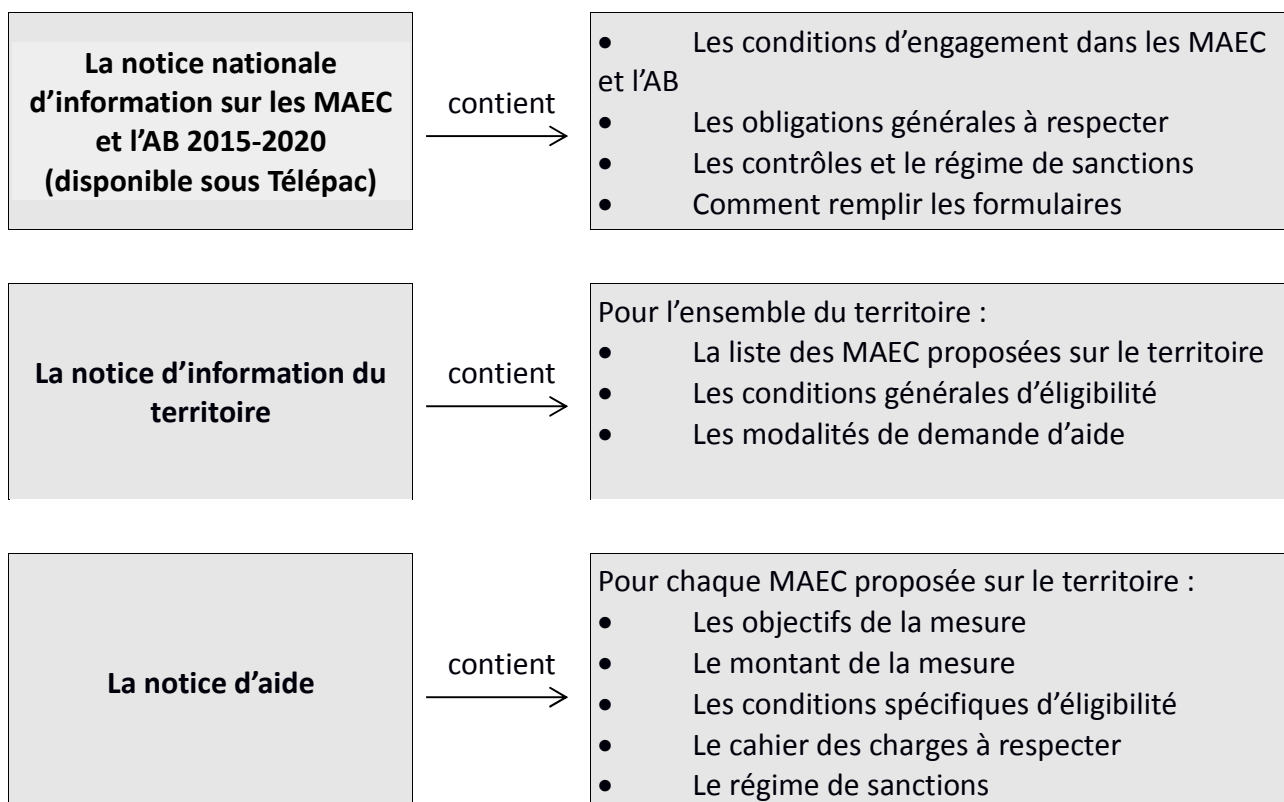 La notice nationale
d’information sur les MAEC
et l’AB 2015-2020
(disponible sous Télépac)
contient
• Les conditions d’engagement dans les MAEC
et l’AB
• Les obligations générales à respecter
• Les contrôles et le régime de sanctions
• Comment remplir les formulaires
La notice d’information du
territoire
contient
Pour l’ensemble du territoire :
• La liste des MAEC proposées sur le territoire
• Les conditions générales d’éligibilité
• Les modalités de demande d’aide
La notice d’aide
contient
Pour chaque MAEC proposée sur le territoire :
• Les objectifs de la mesure
• Le montant de la mesure
• Les conditions spécifiques d’éligibilité
• Le cahier des charges à respecter
• Le régime de sanctions